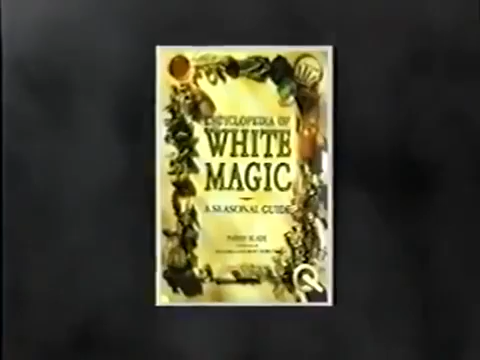 ENCYCLOPEDIA OF
WHITE
MAGIC
A SEASONAL GUIDE